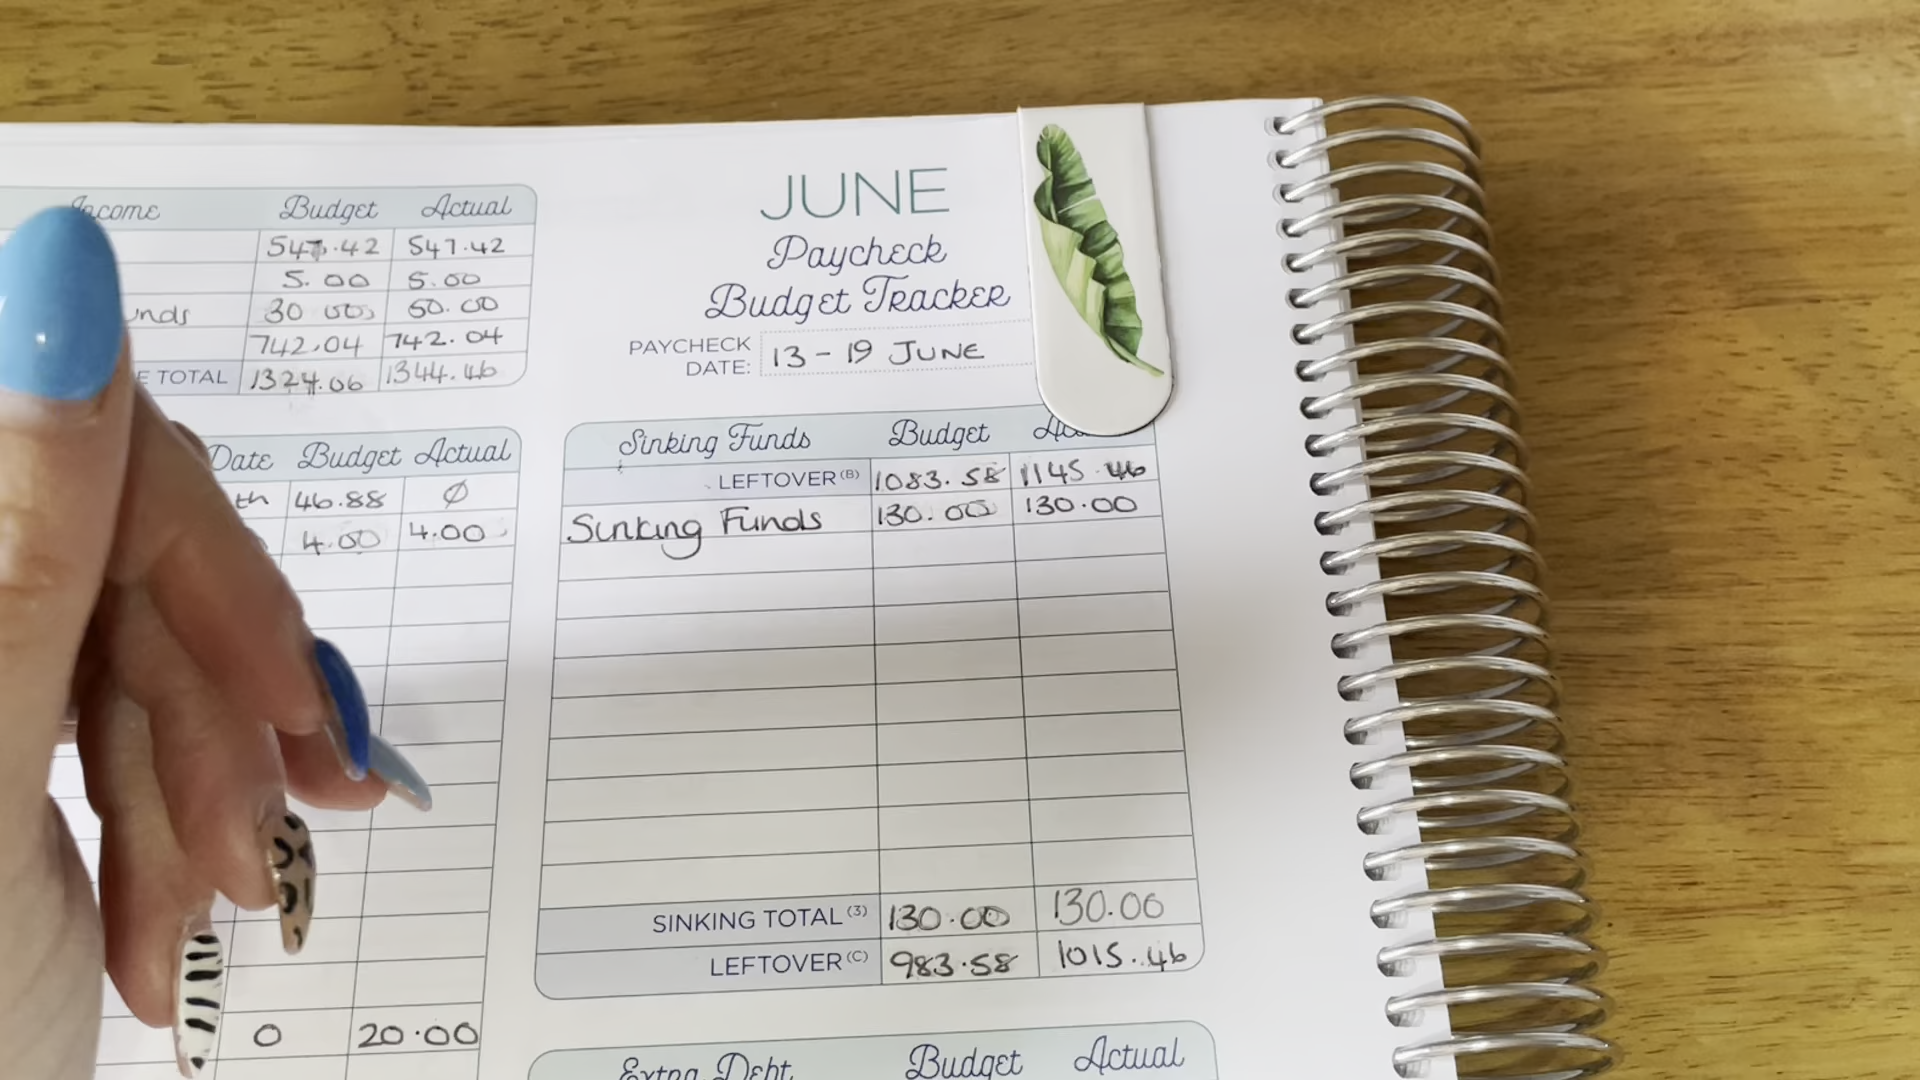 Income Budget Actual
547.42 547.42
5.00 5.00
unds 30 00 50.00
742.04 742.04
E TOTAL 1324.06 1344.46
JUNE
Paycheck
Budget Tracker
PAYCHECK
DATE: 13 - 19 JUNE
Date Budget Actual
th 46.88 Ø
4.00 4.00
0 20.00
Sinking Funds Budget
LEFTOVER (B) 1083.58 1145.46
Sinking Funds 130.00 130.00
SINKING TOTAL (3) 130.00 130.00
LEFTOVER (C) 983.58 1015.46
Extra Debt Budget Actual